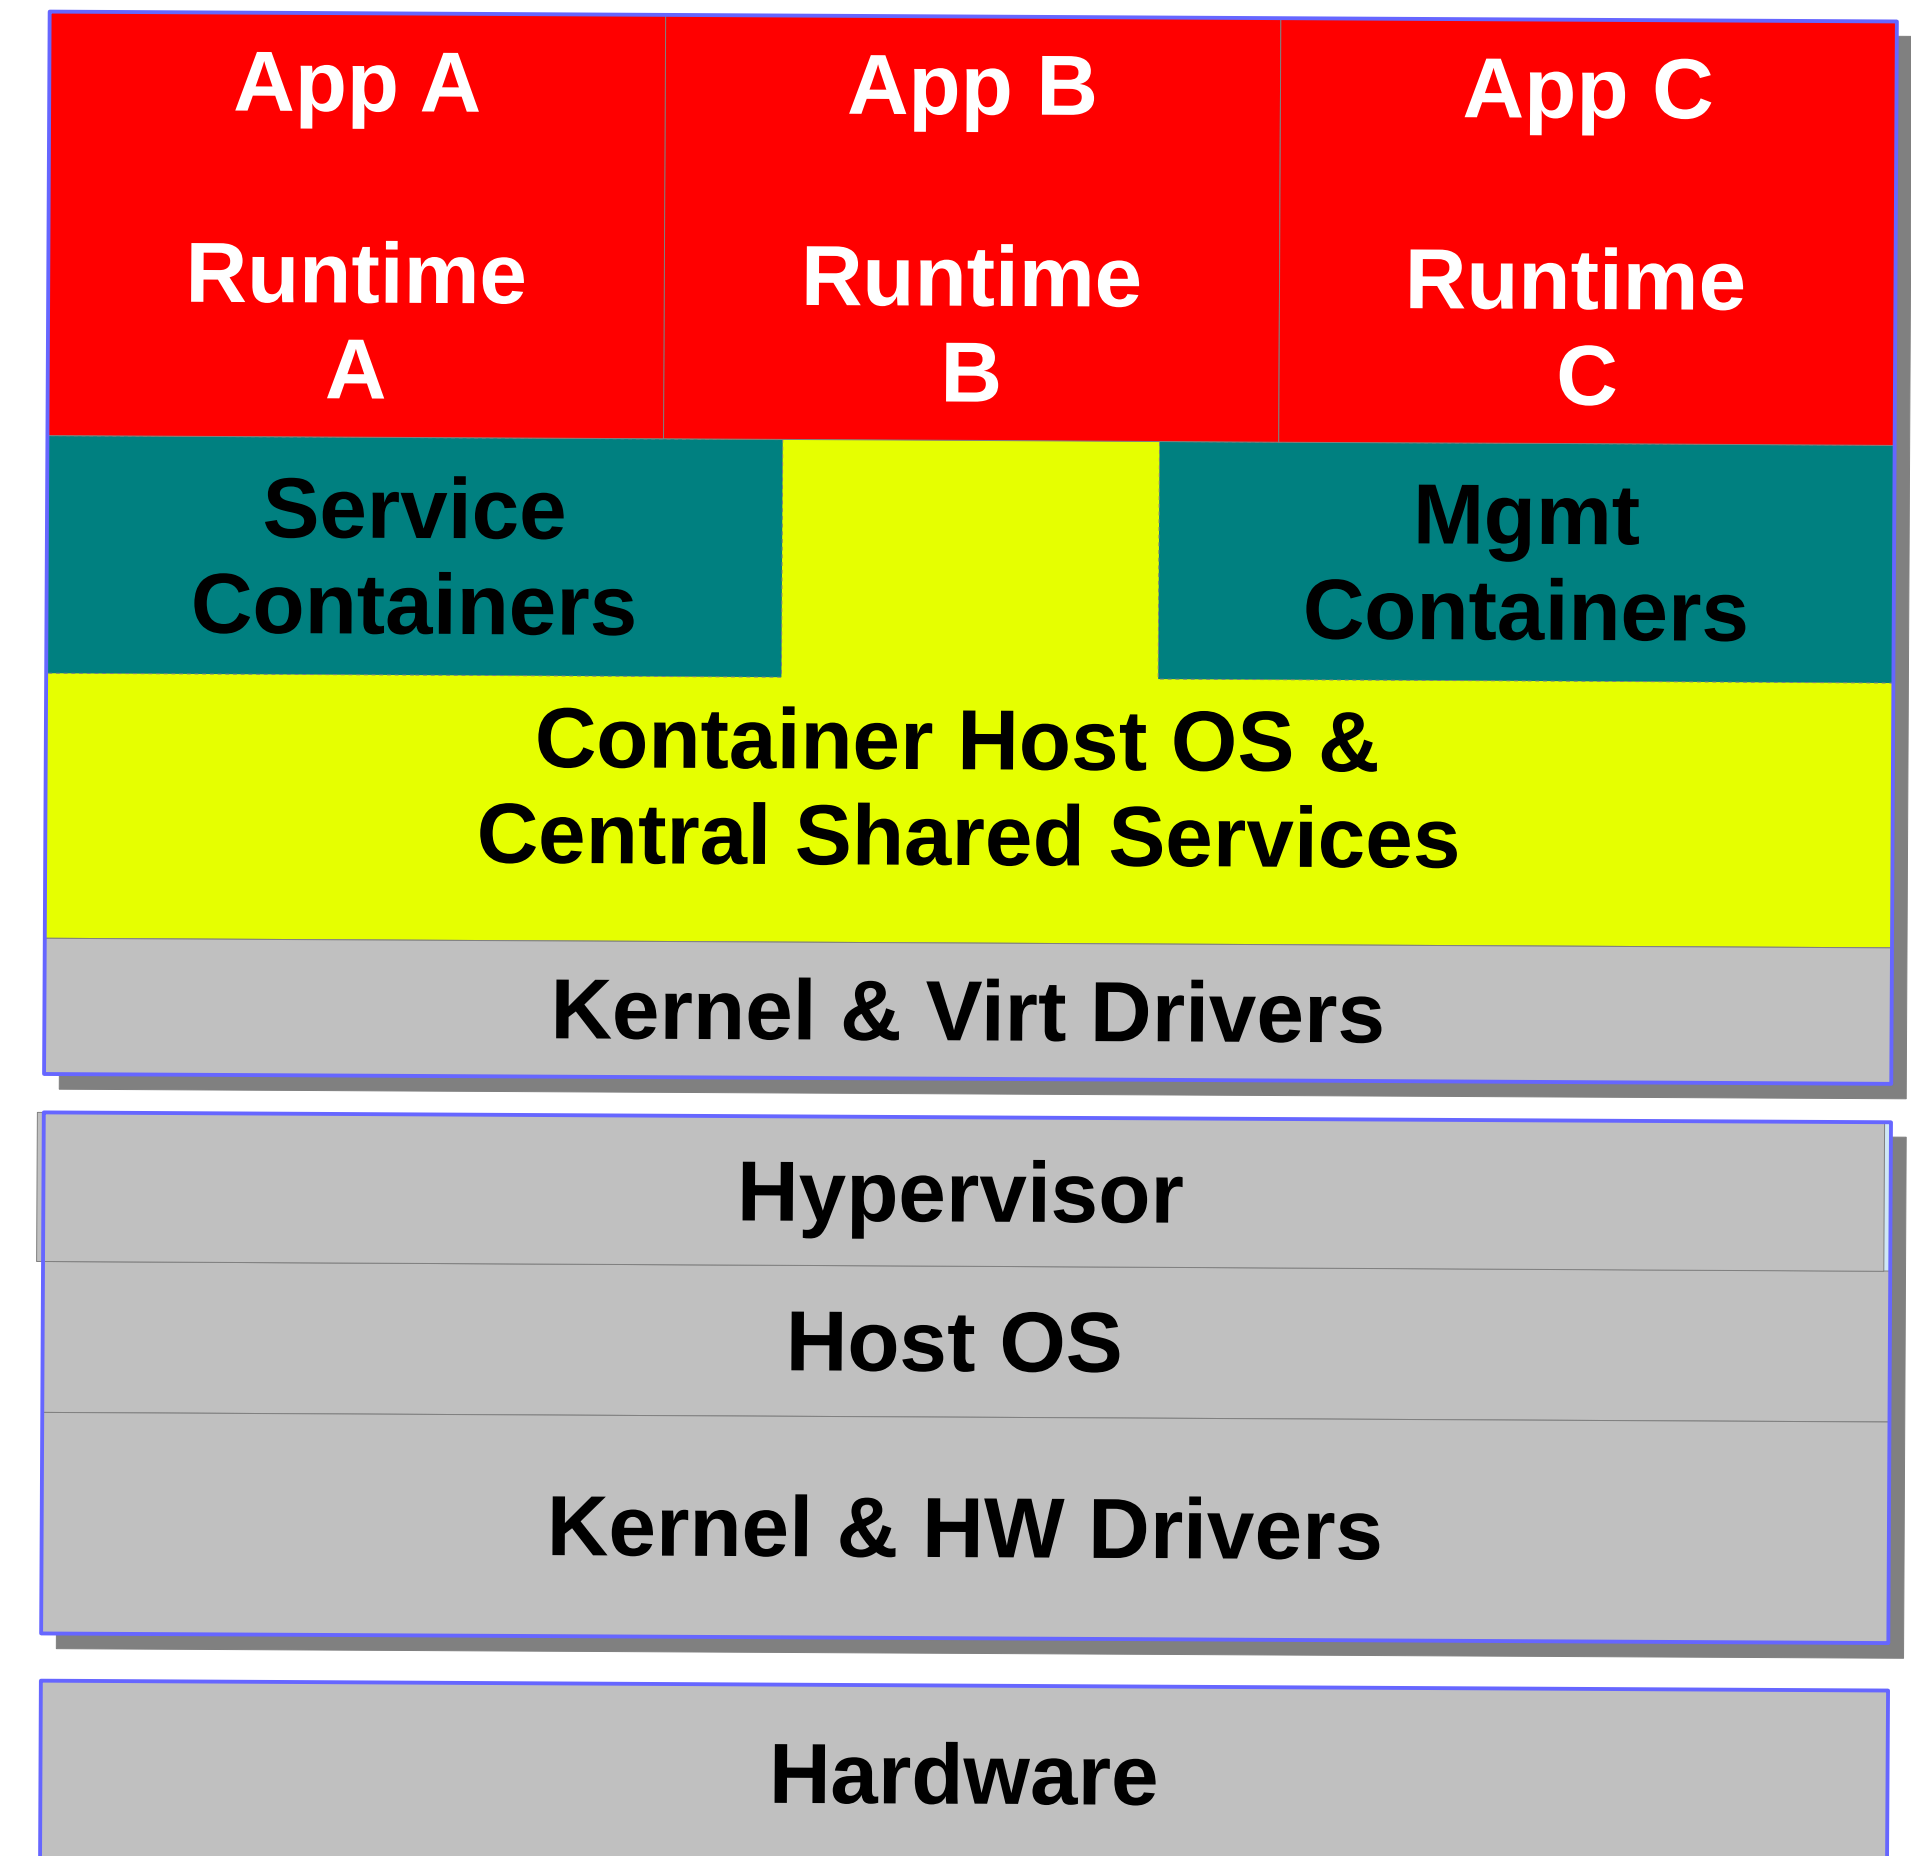 App A
App B
App C
Runtime
A
Runtime
B
Runtime
C
Service
Containers
Mgmt
Containers
Container Host OS &
Central Shared Services
Kernel & Virt Drivers
Hypervisor
Host OS
Kernel & HW Drivers
Hardware